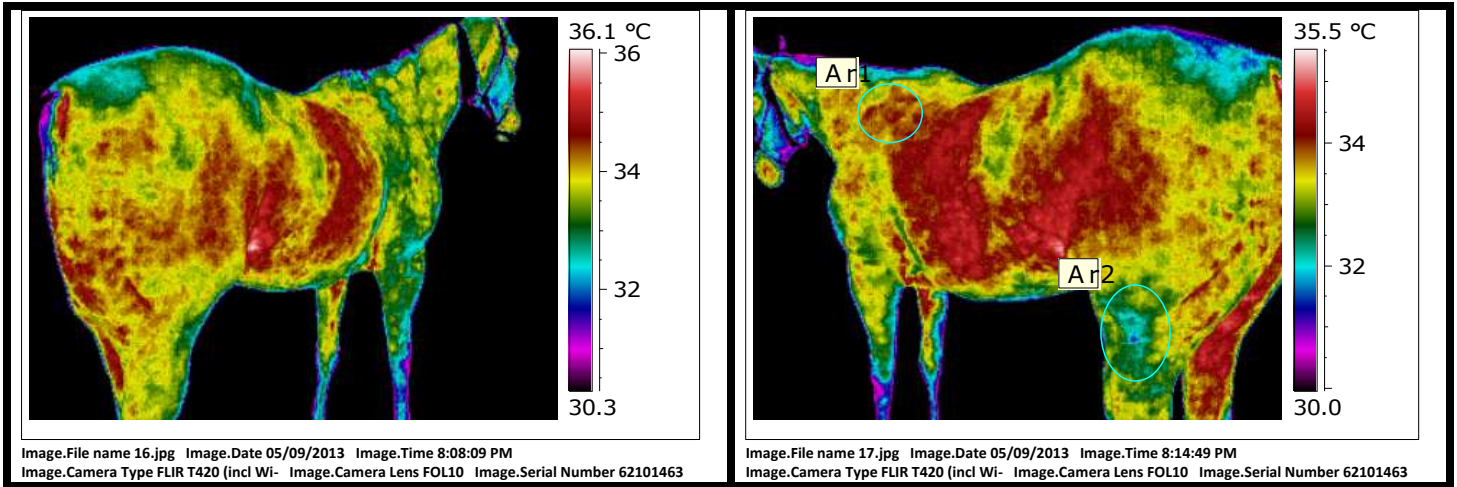 36.1 °C
36
34
32
30.3
Image.File name 16.jpg Image.Date 05/09/2013 Image.Time 8:08:09 PM
Image.Camera Type FLIR T420 (incl Wi- Image.Camera Lens FOL10 Image.Serial Number 62101463
Ar1
Ar2
35.5 °C
34
32
30.0
Image.File name 17.jpg Image.Date 05/09/2013 Image.Time 8:14:49 PM
Image.Camera Type FLIR T420 (incl Wi- Image.Camera Lens FOL10 Image.Serial Number 62101463